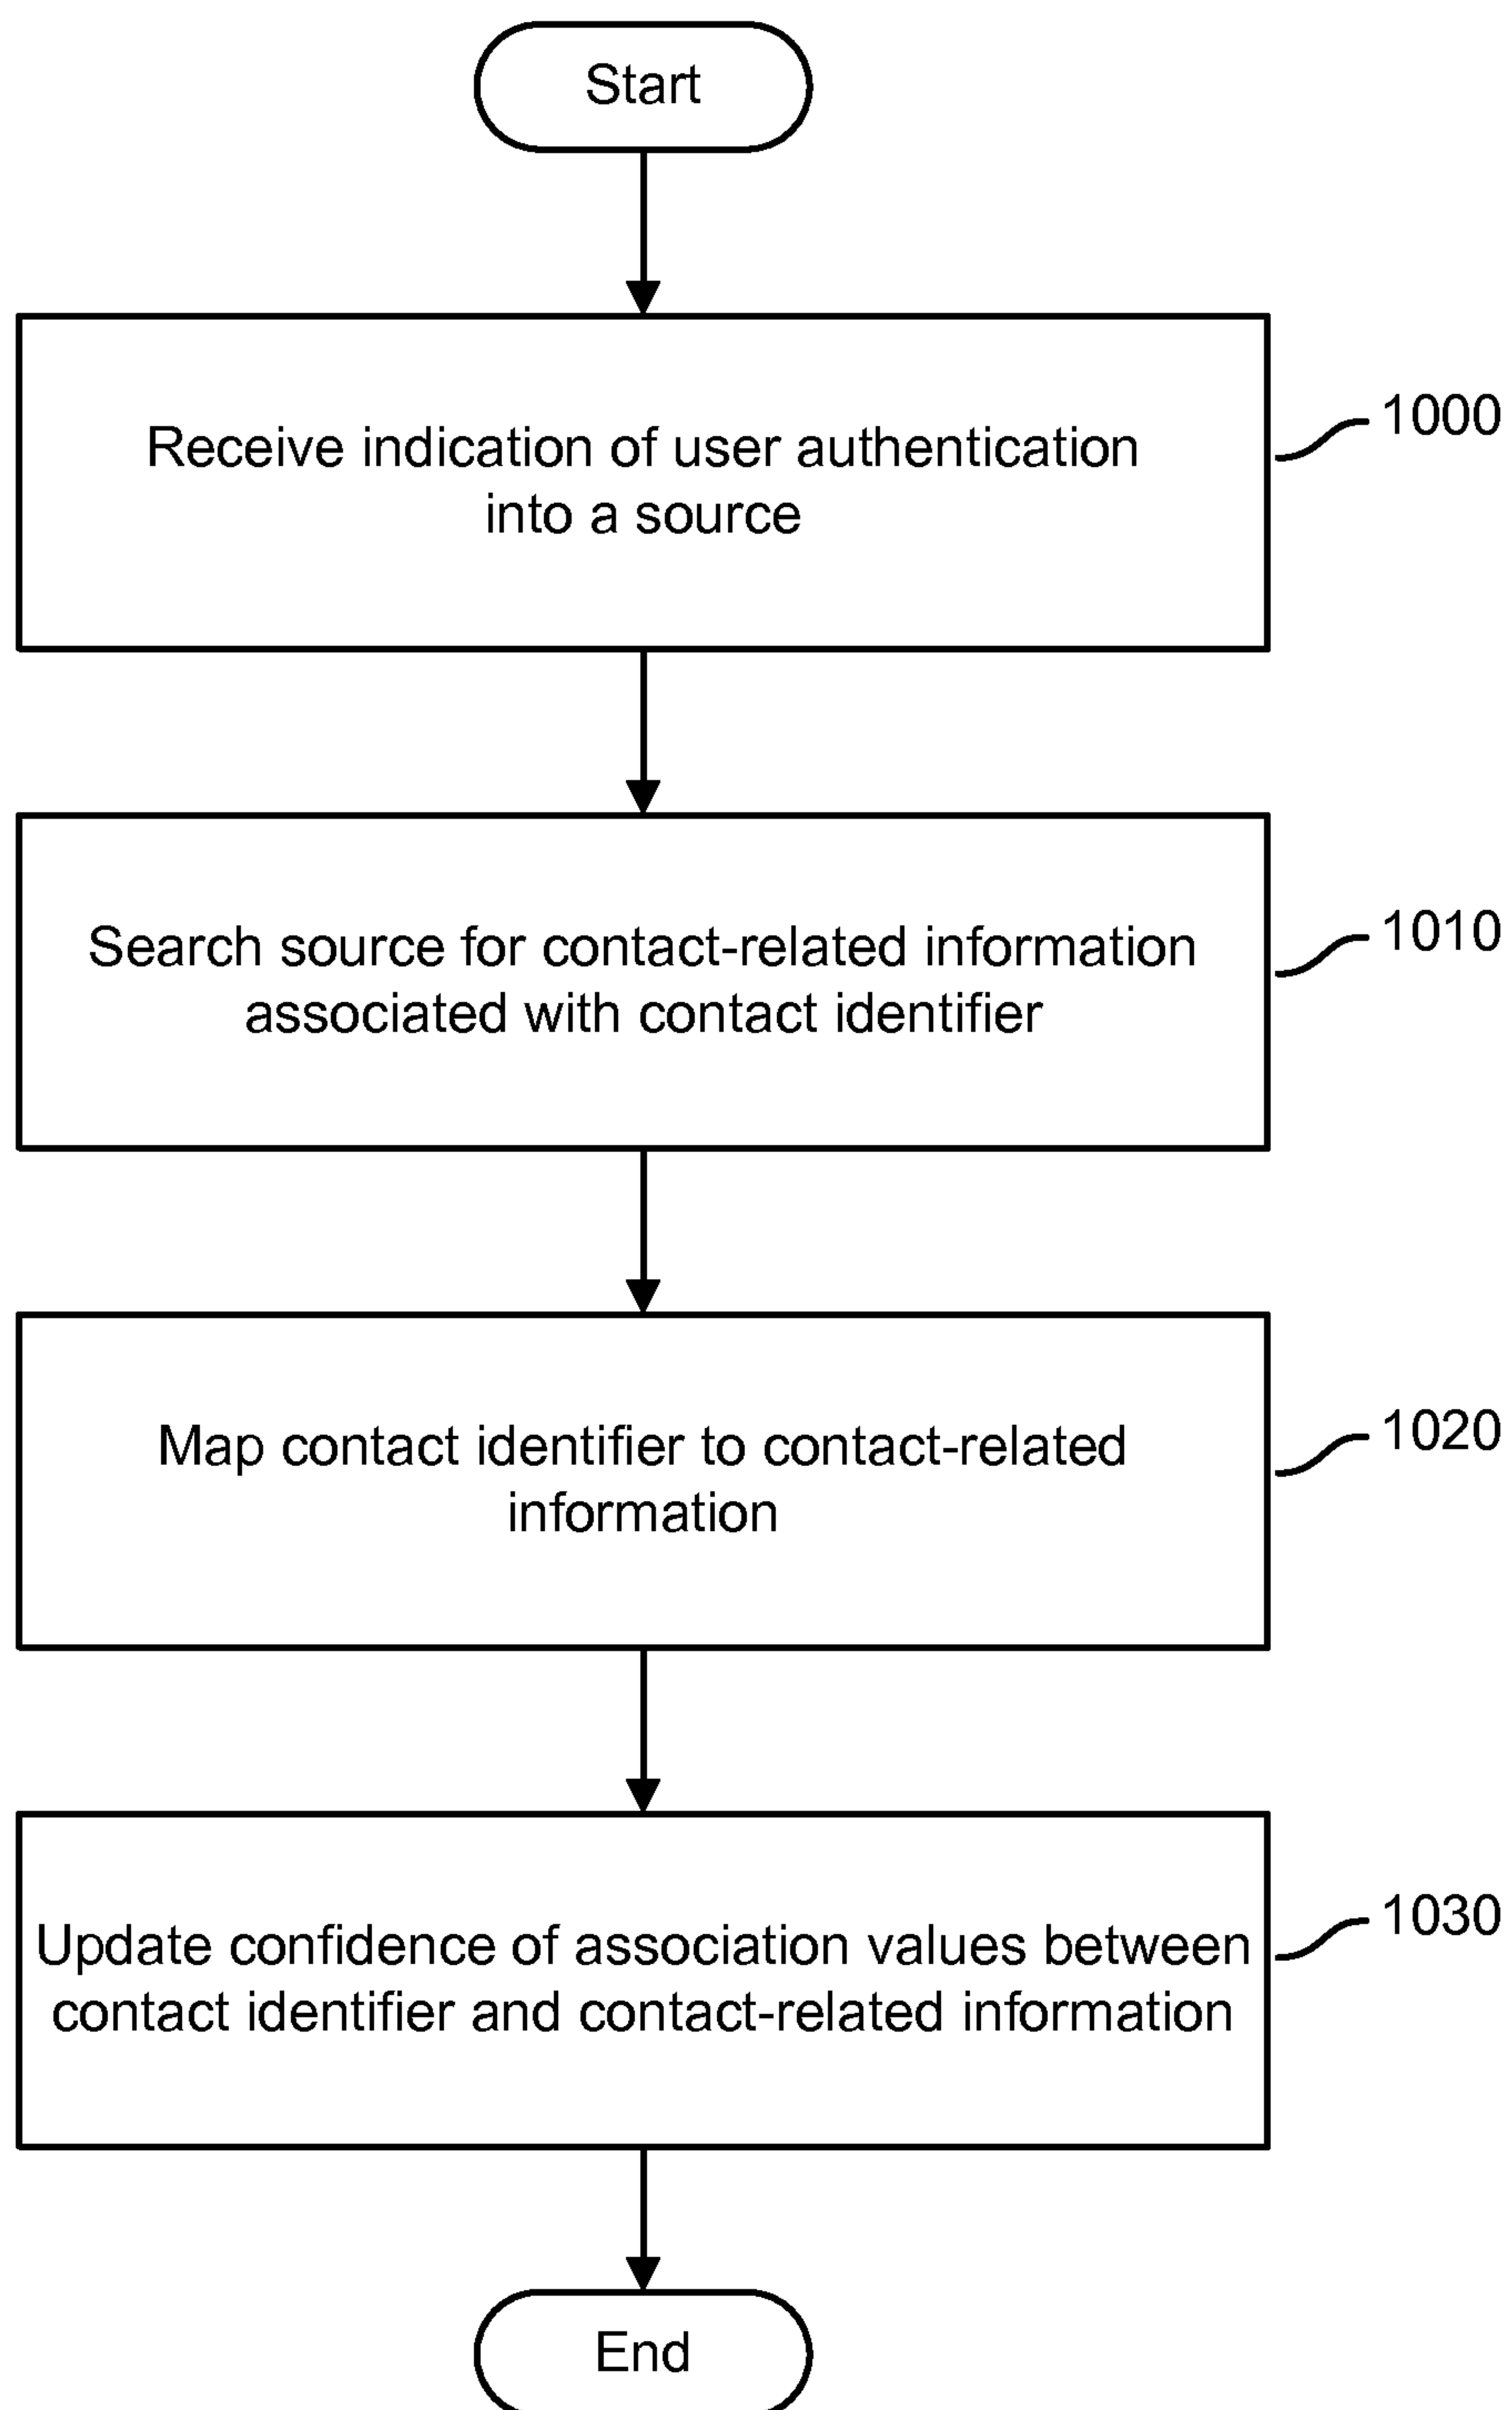 Start
Receive indication of user authentication
into a source
1000
Search source for contact-related information
associated with contact identifier
1010
Map contact identifier to contact-related
information
1020
Update confidence of association values between
contact identifier and contact-related information
1030
End